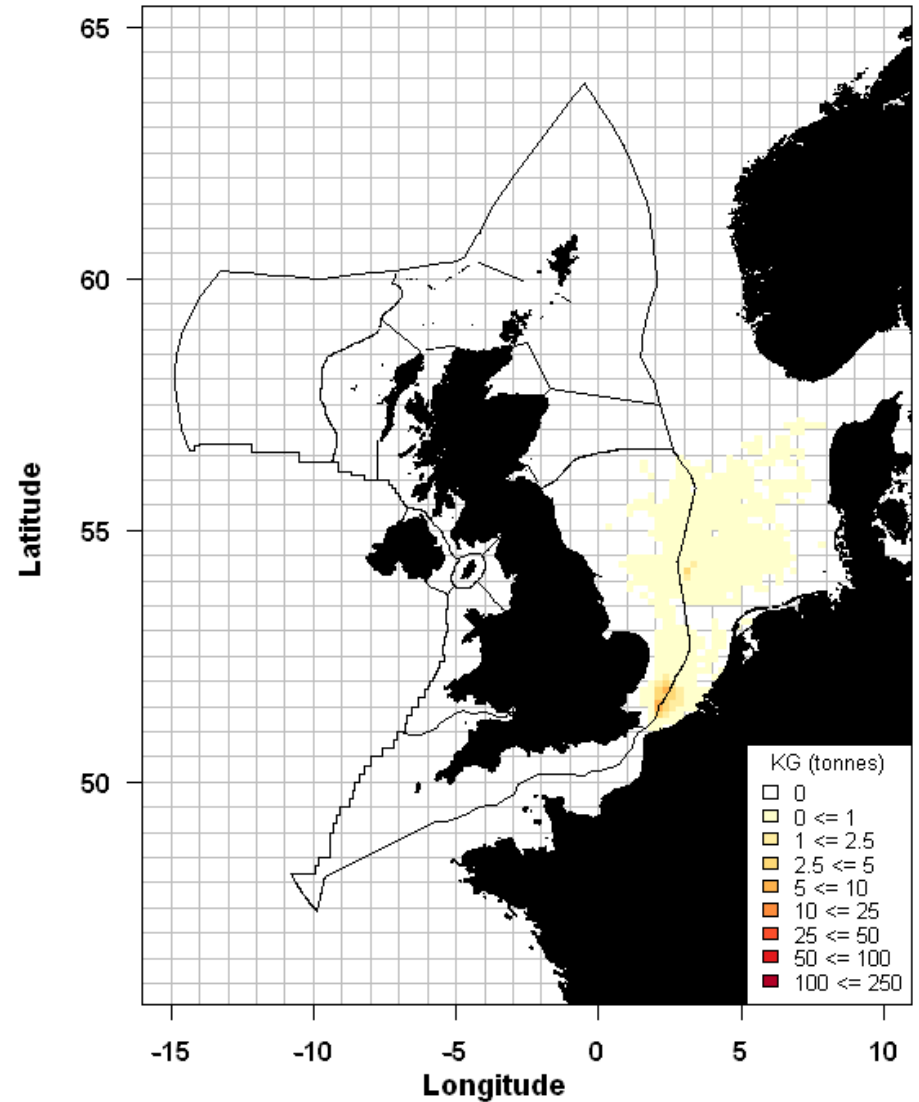 65
60
55
50
Latitude
KG (tonnes)
0
0 <= 1
1 <= 2.5
2.5 <= 5
5 <= 10
10 <= 25
25 <= 50
50 <= 100
100 <= 250
-15 -10 -5 0 5 10
Longitude